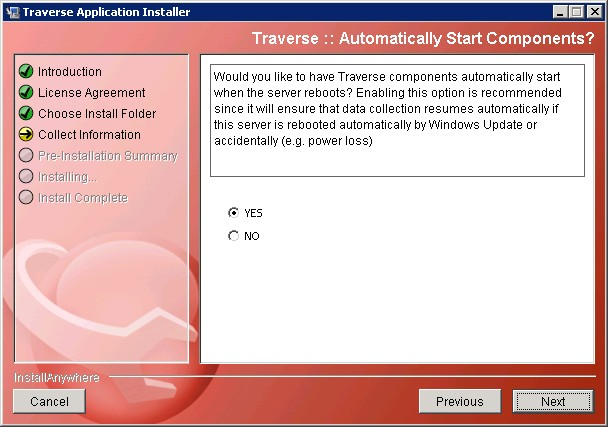 Traverse Application Installer
Traverse :: Automatically Start Components?
Introduction
License Agreement
Choose Install Folder
Collect Information
Pre-Installation Summary
Installing...
Install Complete
Would you like to have Traverse components automatically start
when the server reboots? Enabling this option is recommended
since it will ensure that data collection resumes automatically if
this server is rebooted automatically by Windows Update or
accidentally (e.g. power loss)
YES
NO
InstallAnywhere
Cancel
Previous
Next